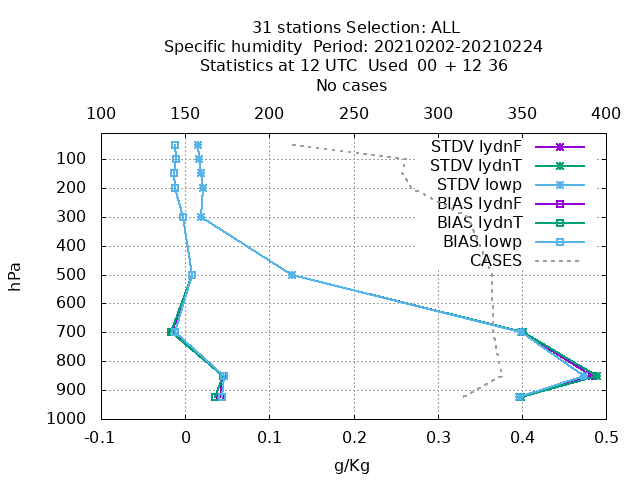 31 stations Selection: ALL
Specific humidity  Period: 20210202-20210224
Statistics at 12 UTC  Used  00 + 12 36
No cases
100 150 200 250 300 350 400
STDV lydnF
STDV lydnT
STDV lowp
BIAS lydnF
BIAS lydnT
BIAS lowp
CASES
100
200
300
400
500
600
700
800
900
1000
hPa
-0.1 0 0.1 0.2 0.3 0.4 0.5
g/Kg